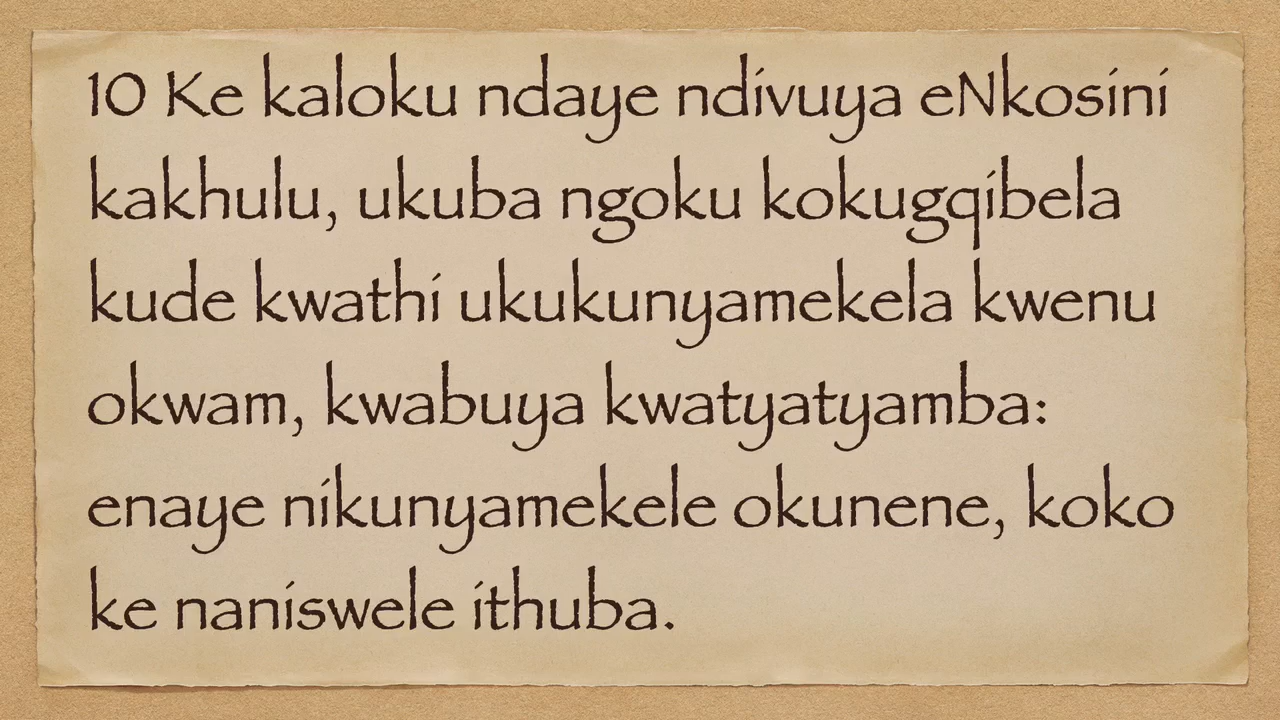 10 Ke kaloku ndaye ndivuya eNkosini
kakhulu, ukuba ngoku kokugqibela
kude kwathi ukukunyamekela kwenu
okwam, kwabuya kwatyatyamba:
enaye nikunyamekele okunene, koko
ke naniswele ithuba.